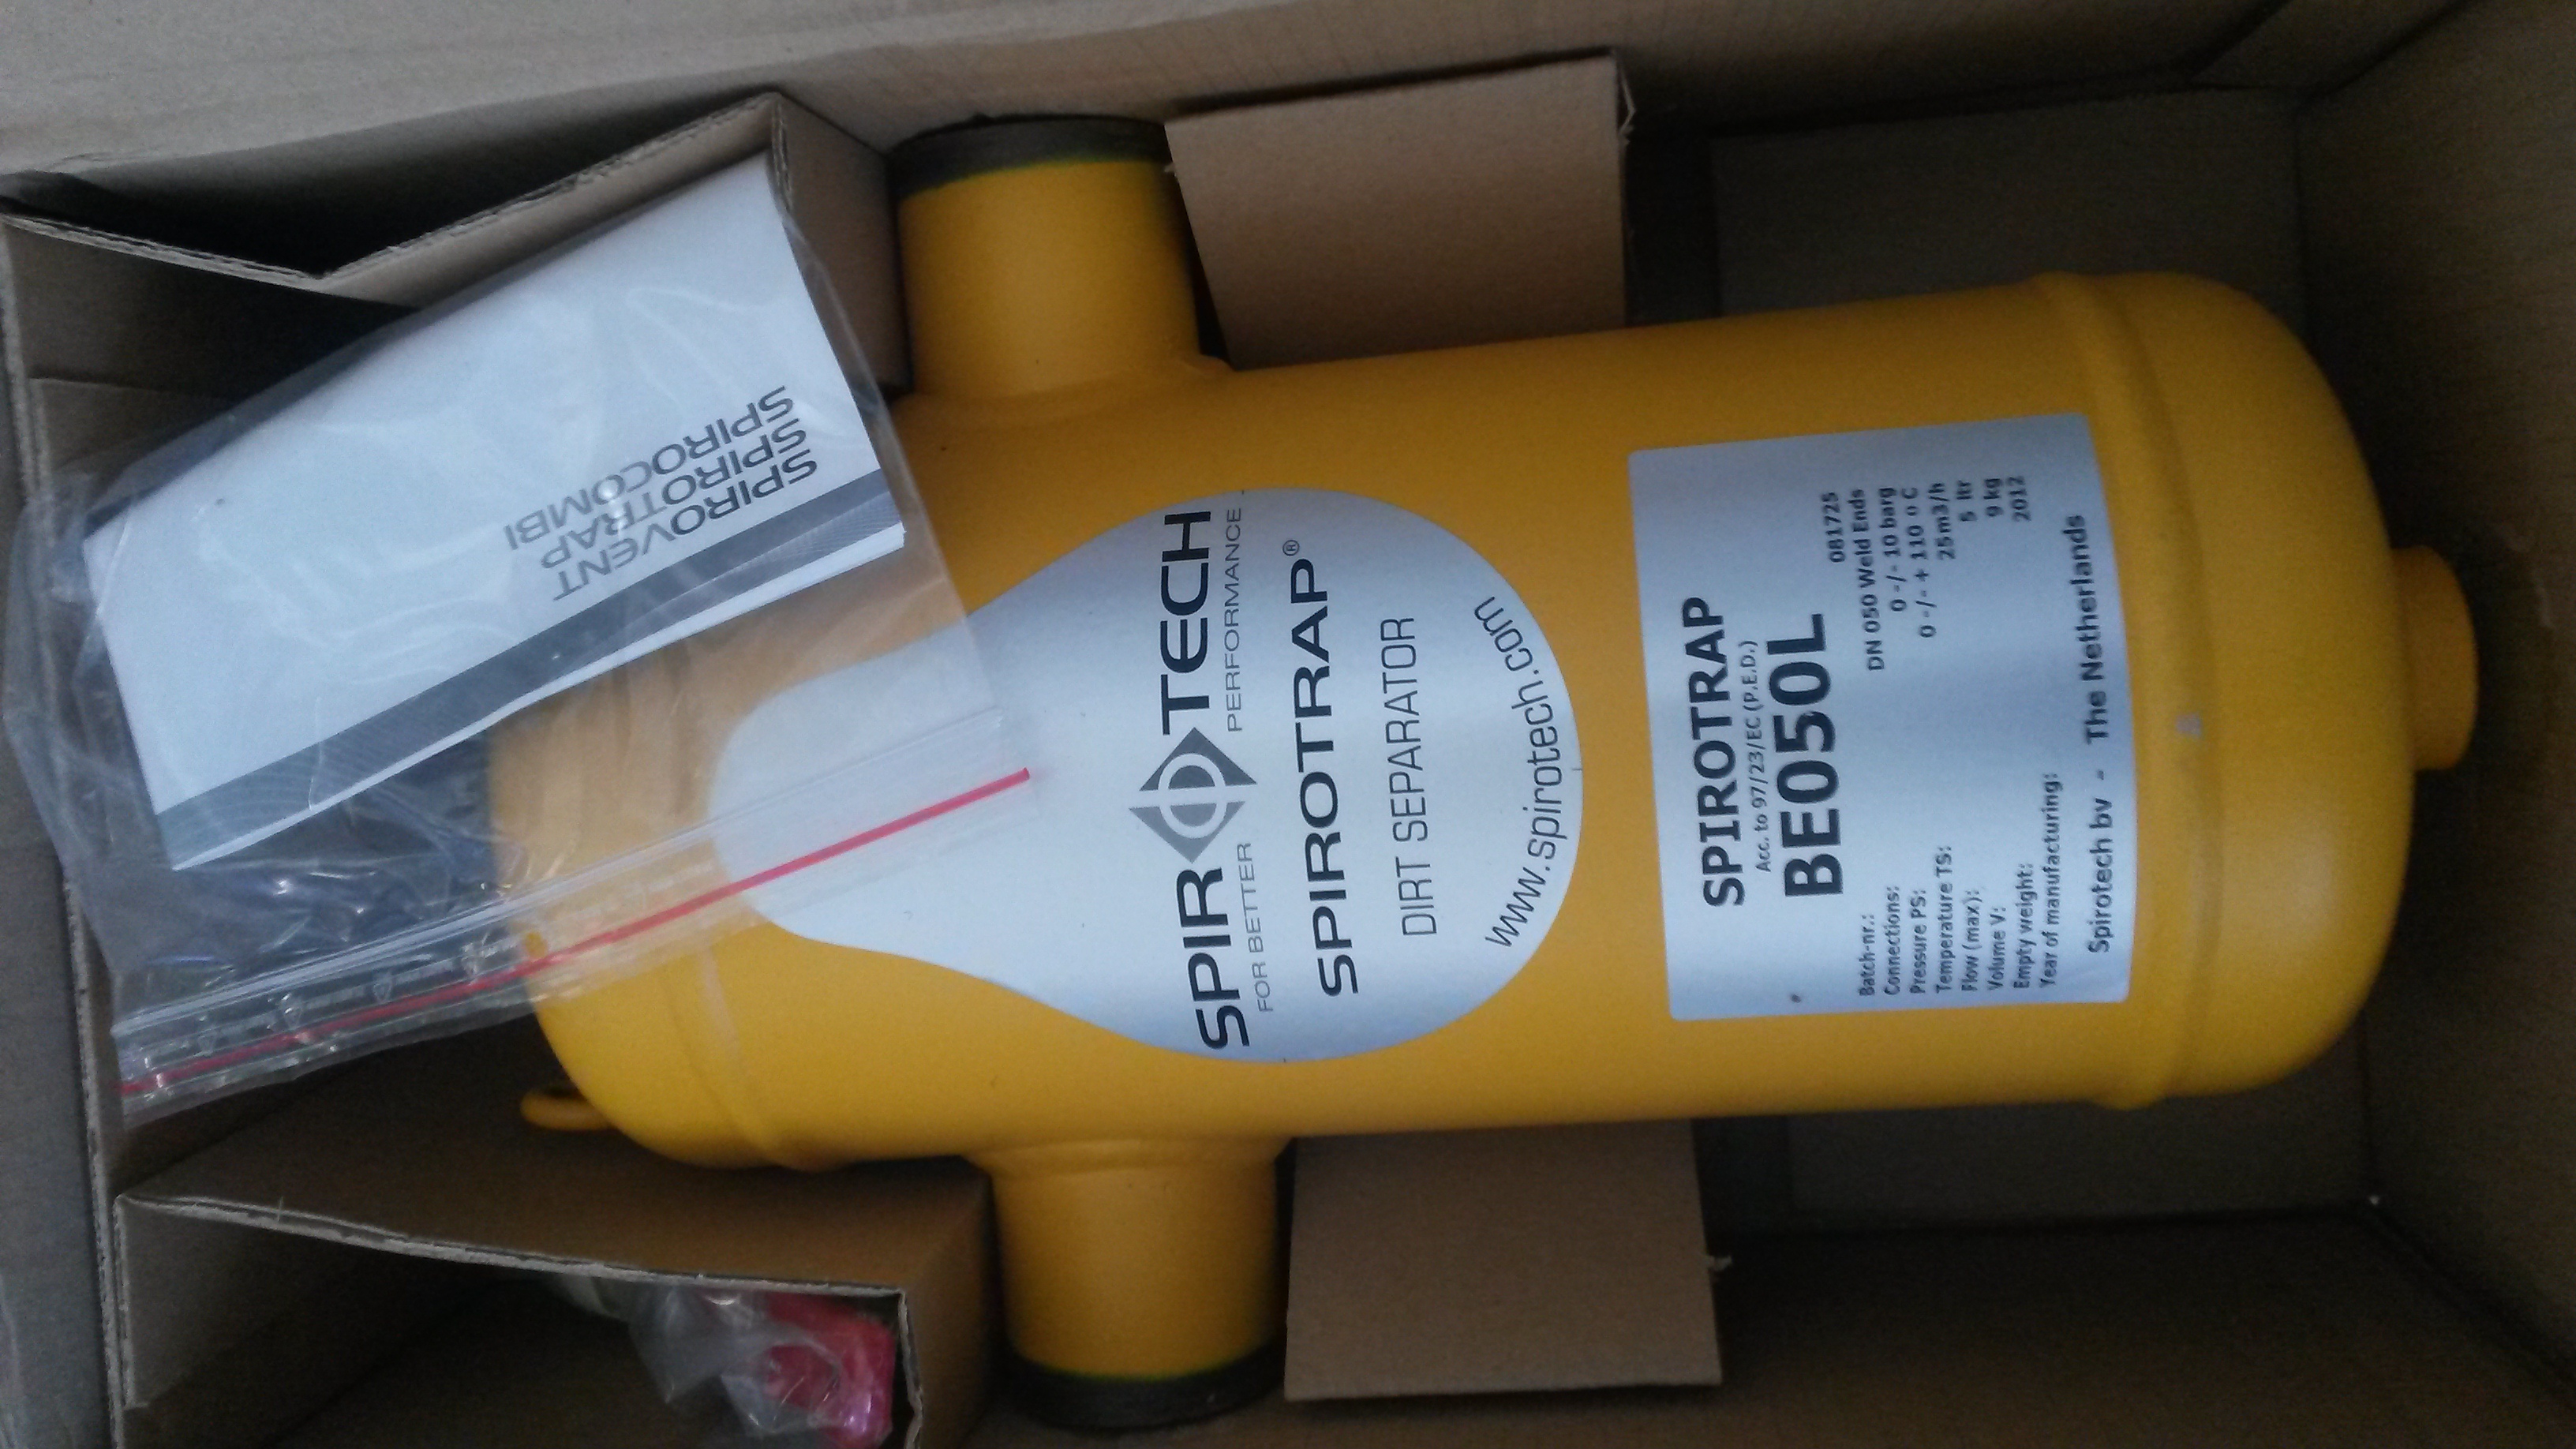 SPIROVENT
SPIROTRAP
SPIROCOMBI
SPIROTECH
FOR BETTER PERFORMANCE
SPIROTRAP®
DIRT SEPARATOR
www.spirotech.com
SPIROTRAP
Acc. to 97/23/EC (P.E.D.)
BE050L
Batch-nr.: 081725
Connections: DN 050 Weld Ends
Pressure PS: 0 -/- 10 barg
Temperature TS: 0 -/- + 110 o C
Flow (max): 25 m3/h
Volume V: 5 ltr
Empty weight: 9 kg
Year of manufacturing: 2012
Spirotech bv - The Netherlands